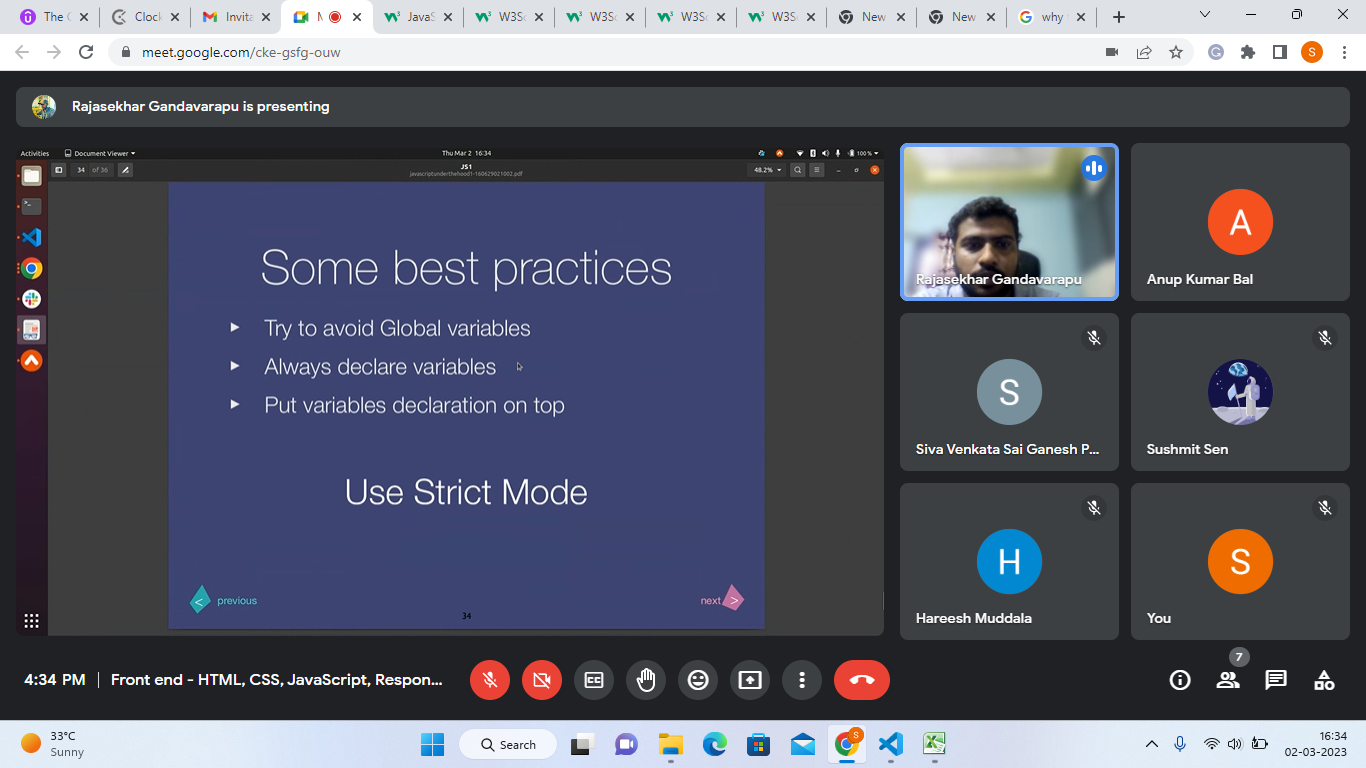 The C
Clock
Invita
M
JavaS
W3Sc
W3Sc
W3Sc
W3Sc
New
New
why
meet.google.com/cke-gsfg-ouw
S
Rajasekhar Gandavarapu is presenting
Activities
Document Viewer
Thu Mar 2 16:34
100 %
34 of 36
JS1
javascriptunderthehood1-160629021002.pdf
48.2%
Some best practices
Try to avoid Global variables
Always declare variables
Put variables declaration on top
Use Strict Mode
< previous
next >
34
Rajasekhar Gandavarapu
A
Anup Kumar Bal
S
Siva Venkata Sai Ganesh P...
Sushmit Sen
H
Hareesh Muddala
S
You
4:34 PM | Front end - HTML, CSS, JavaScript, Respon...
7
33°C
Sunny
Search
S
16:34
02-03-2023